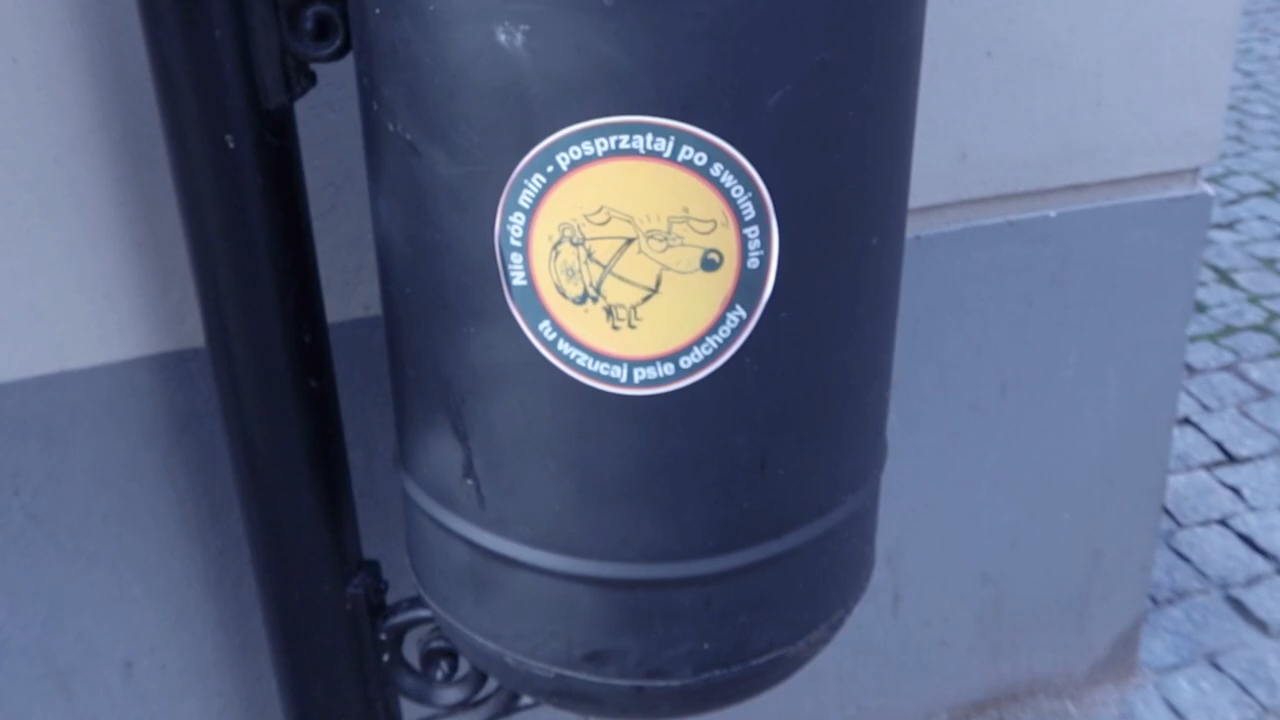 Nie rób min - posprzątaj po swoim psie
tu wrzucaj psie odchody